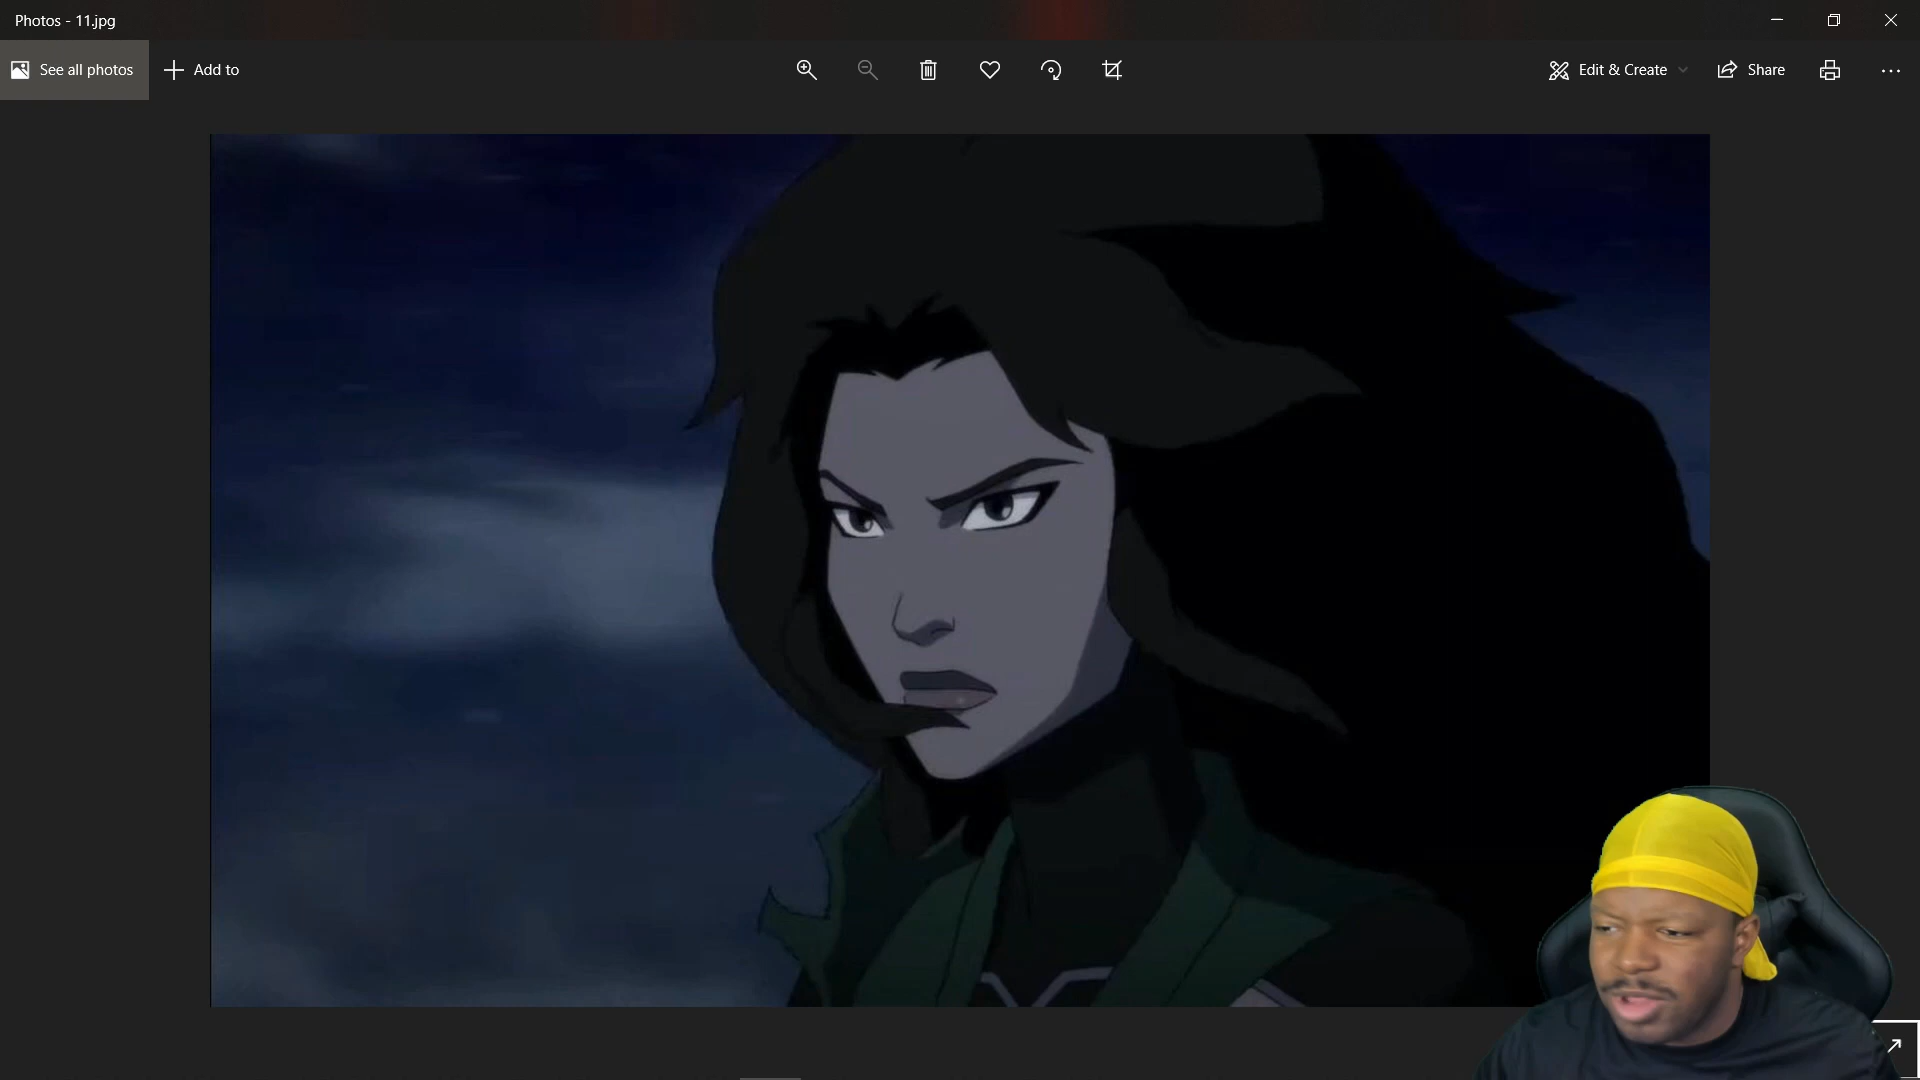 Photos - 11.jpg
See all photos
Add to
Edit & Create
Share